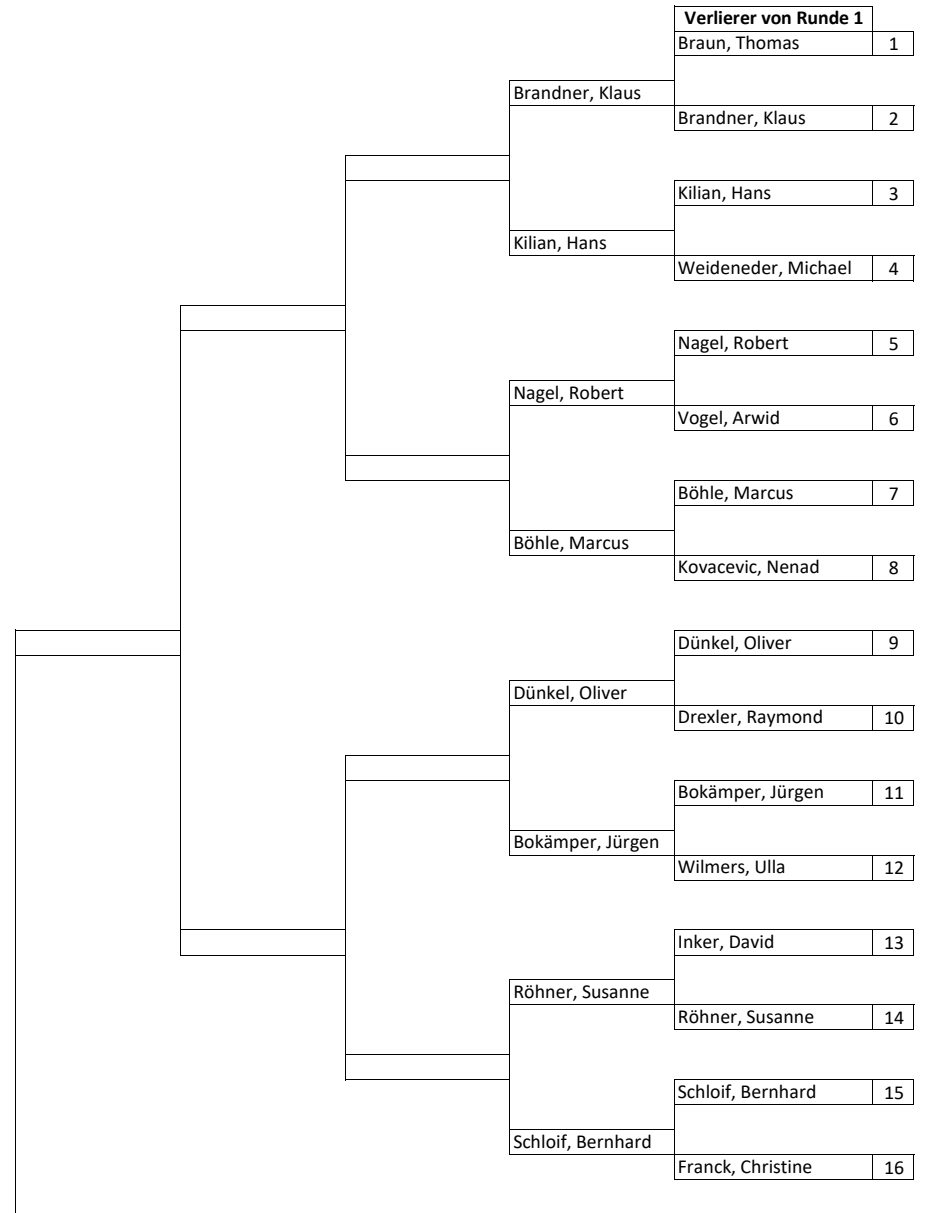 Verlierer von Runde 1
Braun, Thomas 1
Brandner, Klaus
Brandner, Klaus 2
Kilian, Hans 3
Kilian, Hans
Weideneder, Michael 4
Nagel, Robert 5
Nagel, Robert
Vogel, Arwid 6
Böhle, Marcus 7
Böhle, Marcus
Kovacevic, Nenad 8
Dünkel, Oliver 9
Dünkel, Oliver
Drexler, Raymond 10
Bokämper, Jürgen 11
Bokämper, Jürgen
Wilmers, Ulla 12
Inker, David 13
Röhner, Susanne
Röhner, Susanne 14
Schloif, Bernhard 15
Schloif, Bernhard
Franck, Christine 16